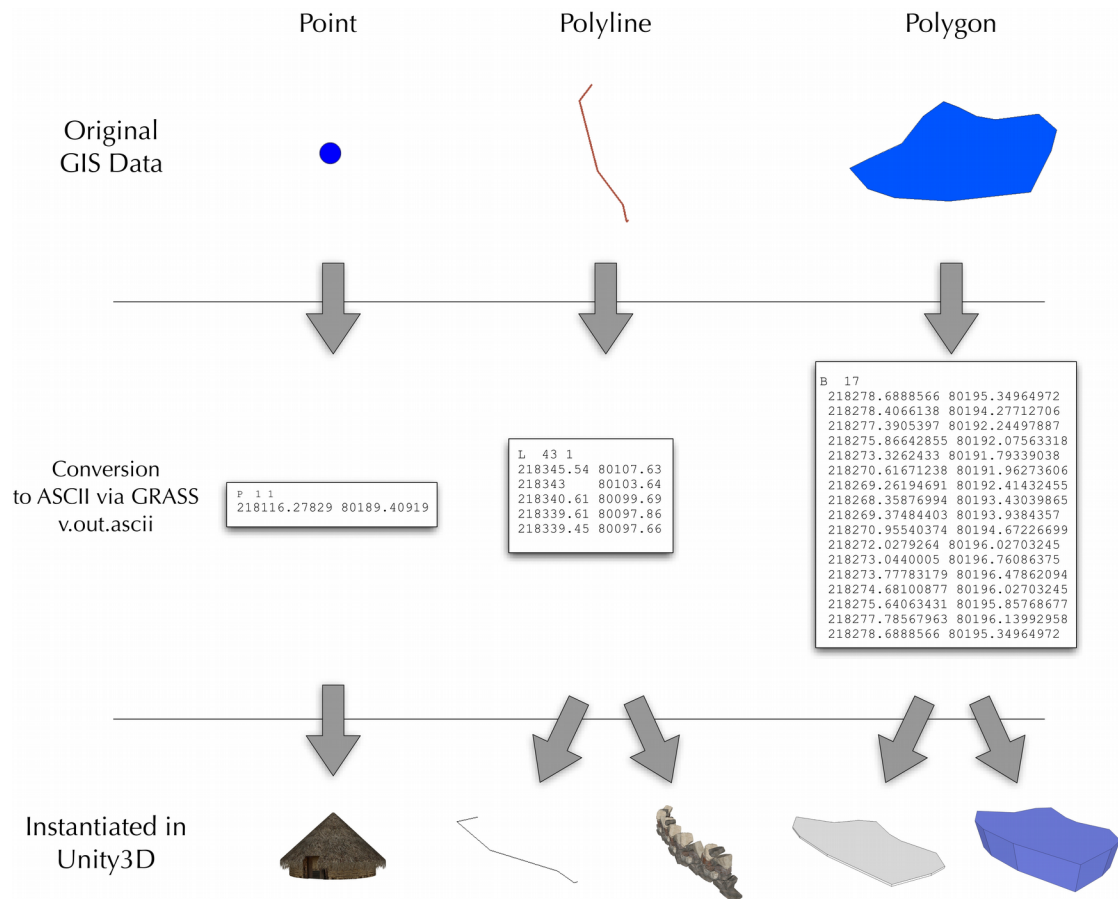 Point
Polyline
Polygon
Original
GIS Data
Conversion
to ASCII via GRASS
v.out.ascii
P 1 1
218116.27829 80189.40919
L 43 1
218345.54 80107.63
218343 80103.64
218340.61 80099.69
218339.61 80097.86
218339.45 80097.66
B 17
218278.6888566 80195.34964972
218278.4066138 80194.27712706
218277.3905397 80192.24497887
218275.86642855 80192.07563318
218273.3262433 80191.79339038
218270.61671238 80191.96273606
218269.26194691 80192.41432455
218268.35876994 80193.43039865
218269.37484403 80193.9384357
218270.95540374 80194.67226699
218272.0279264 80196.02703245
218273.0440005 80196.76086375
218273.77783179 80196.47862094
218274.68100877 80196.02703245
218275.64063431 80195.85768677
218277.78567963 80196.13992958
218278.6888566 80195.34964972
Instantiated in
Unity3D